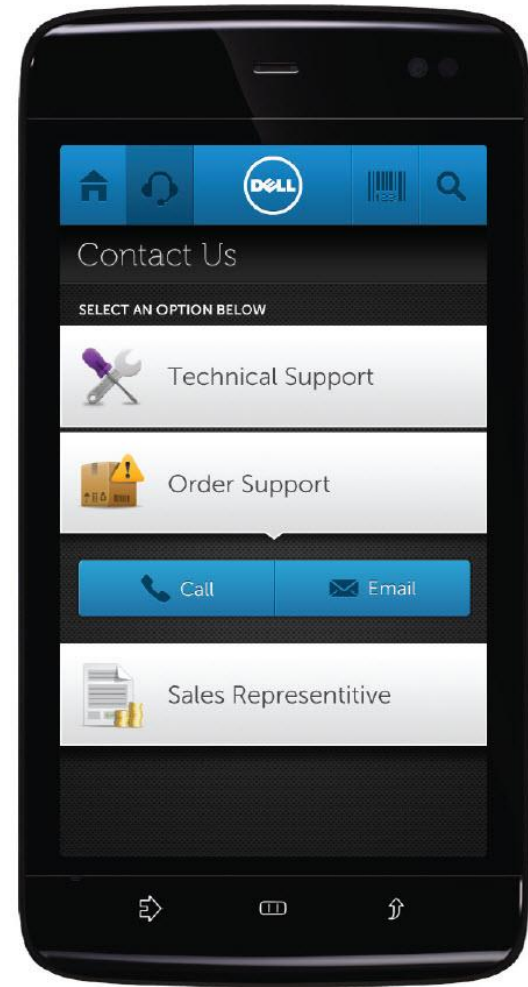 DELL
Contact Us
SELECT AN OPTION BELOW
Technical Support
Order Support
Call
Email
Sales Representitive